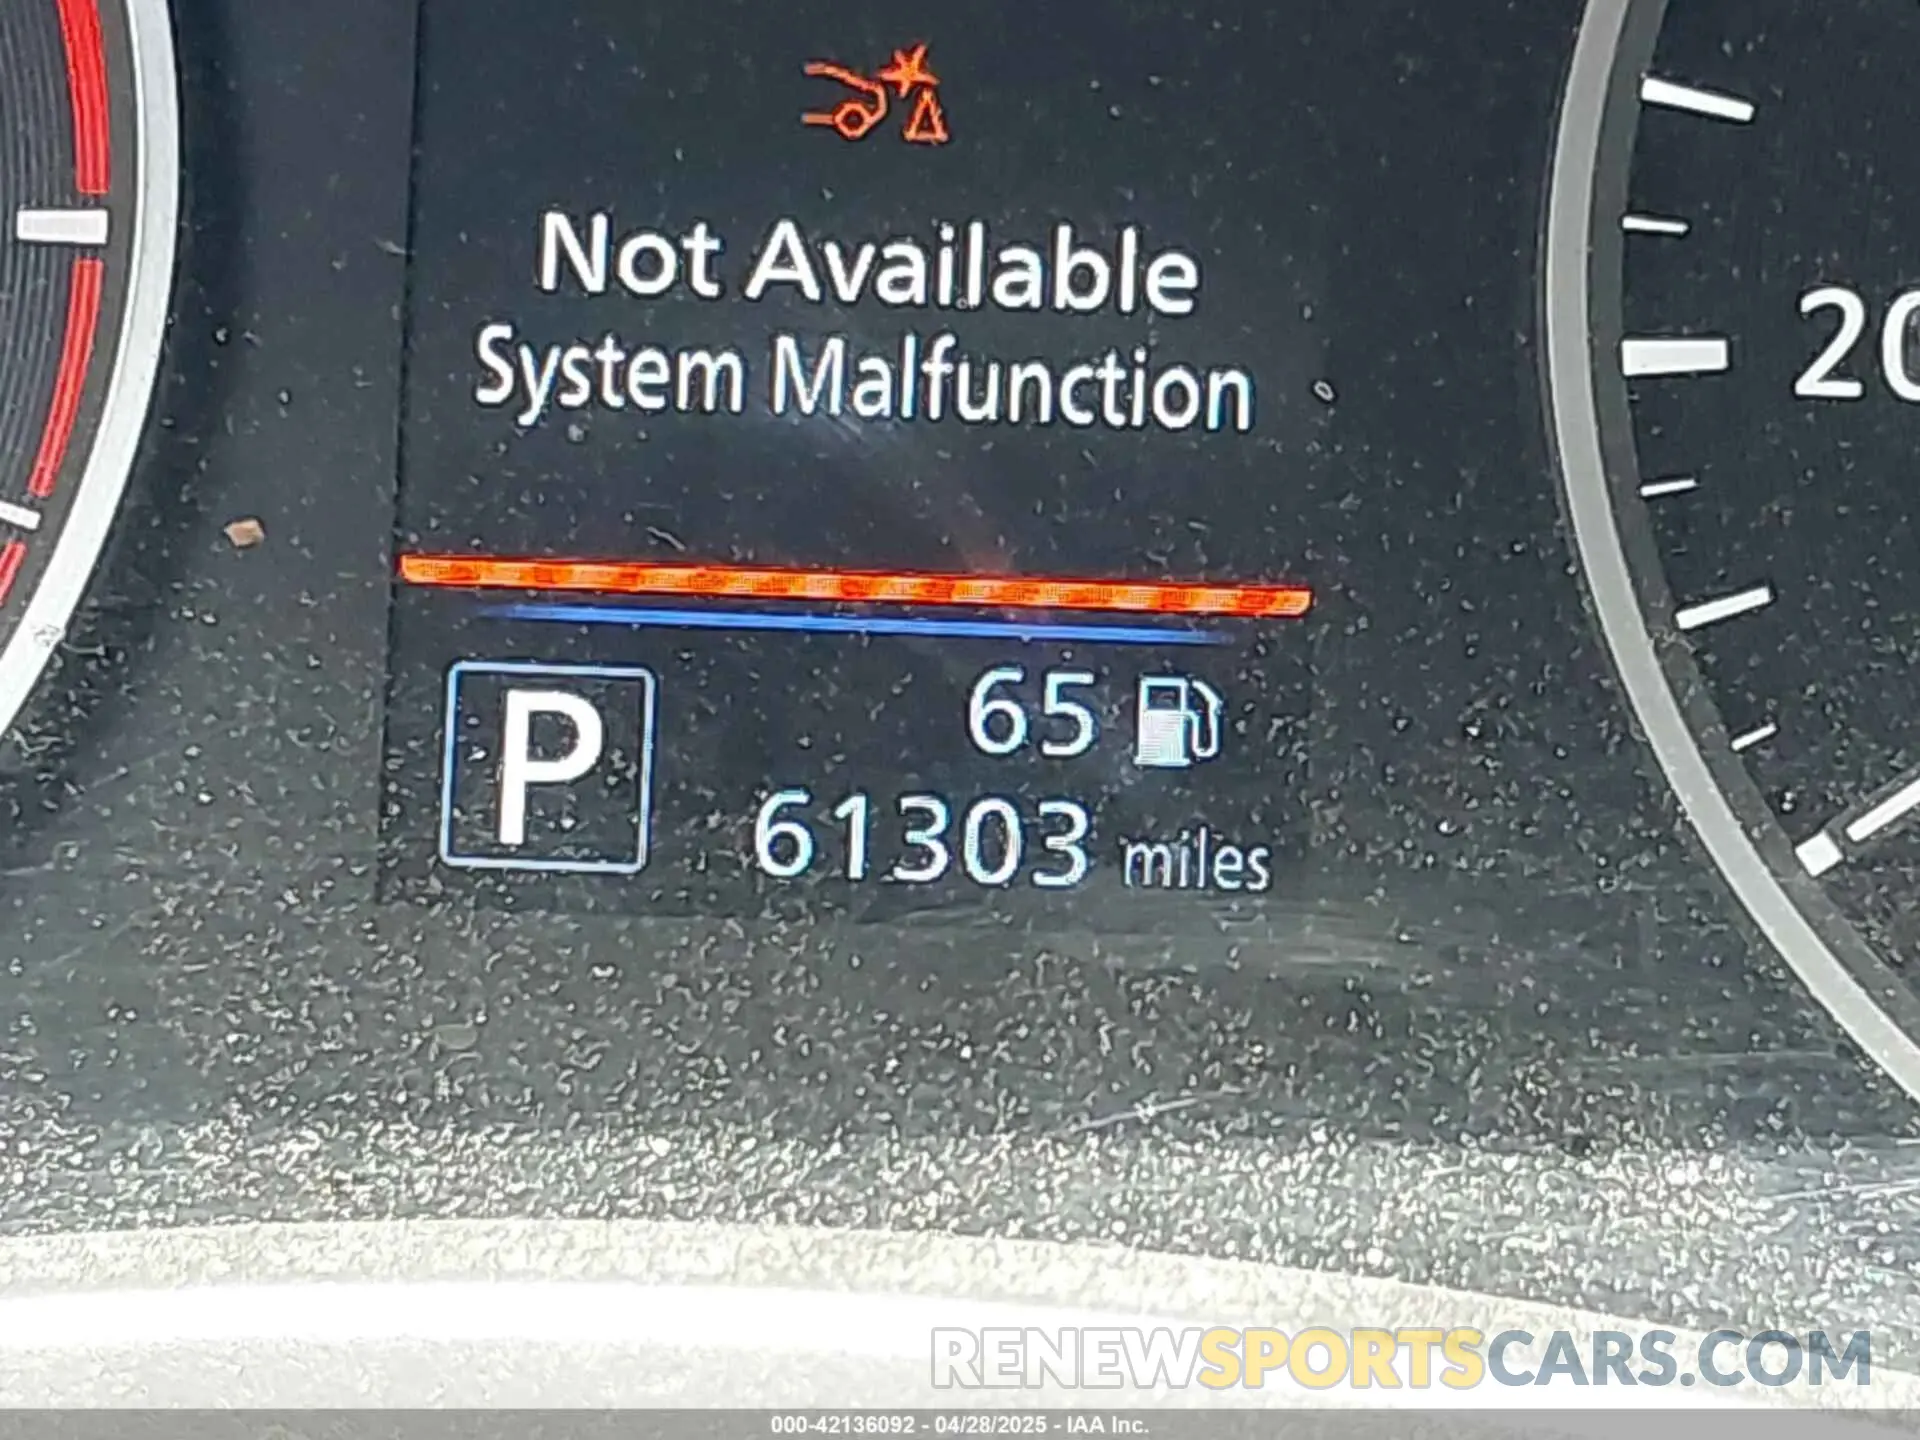 Not Available
System Malfunction
20
P
65
61303 miles
RENEWSPORTSCARS.COM
000-42136092 - 04/28/2025 - IAA Inc.